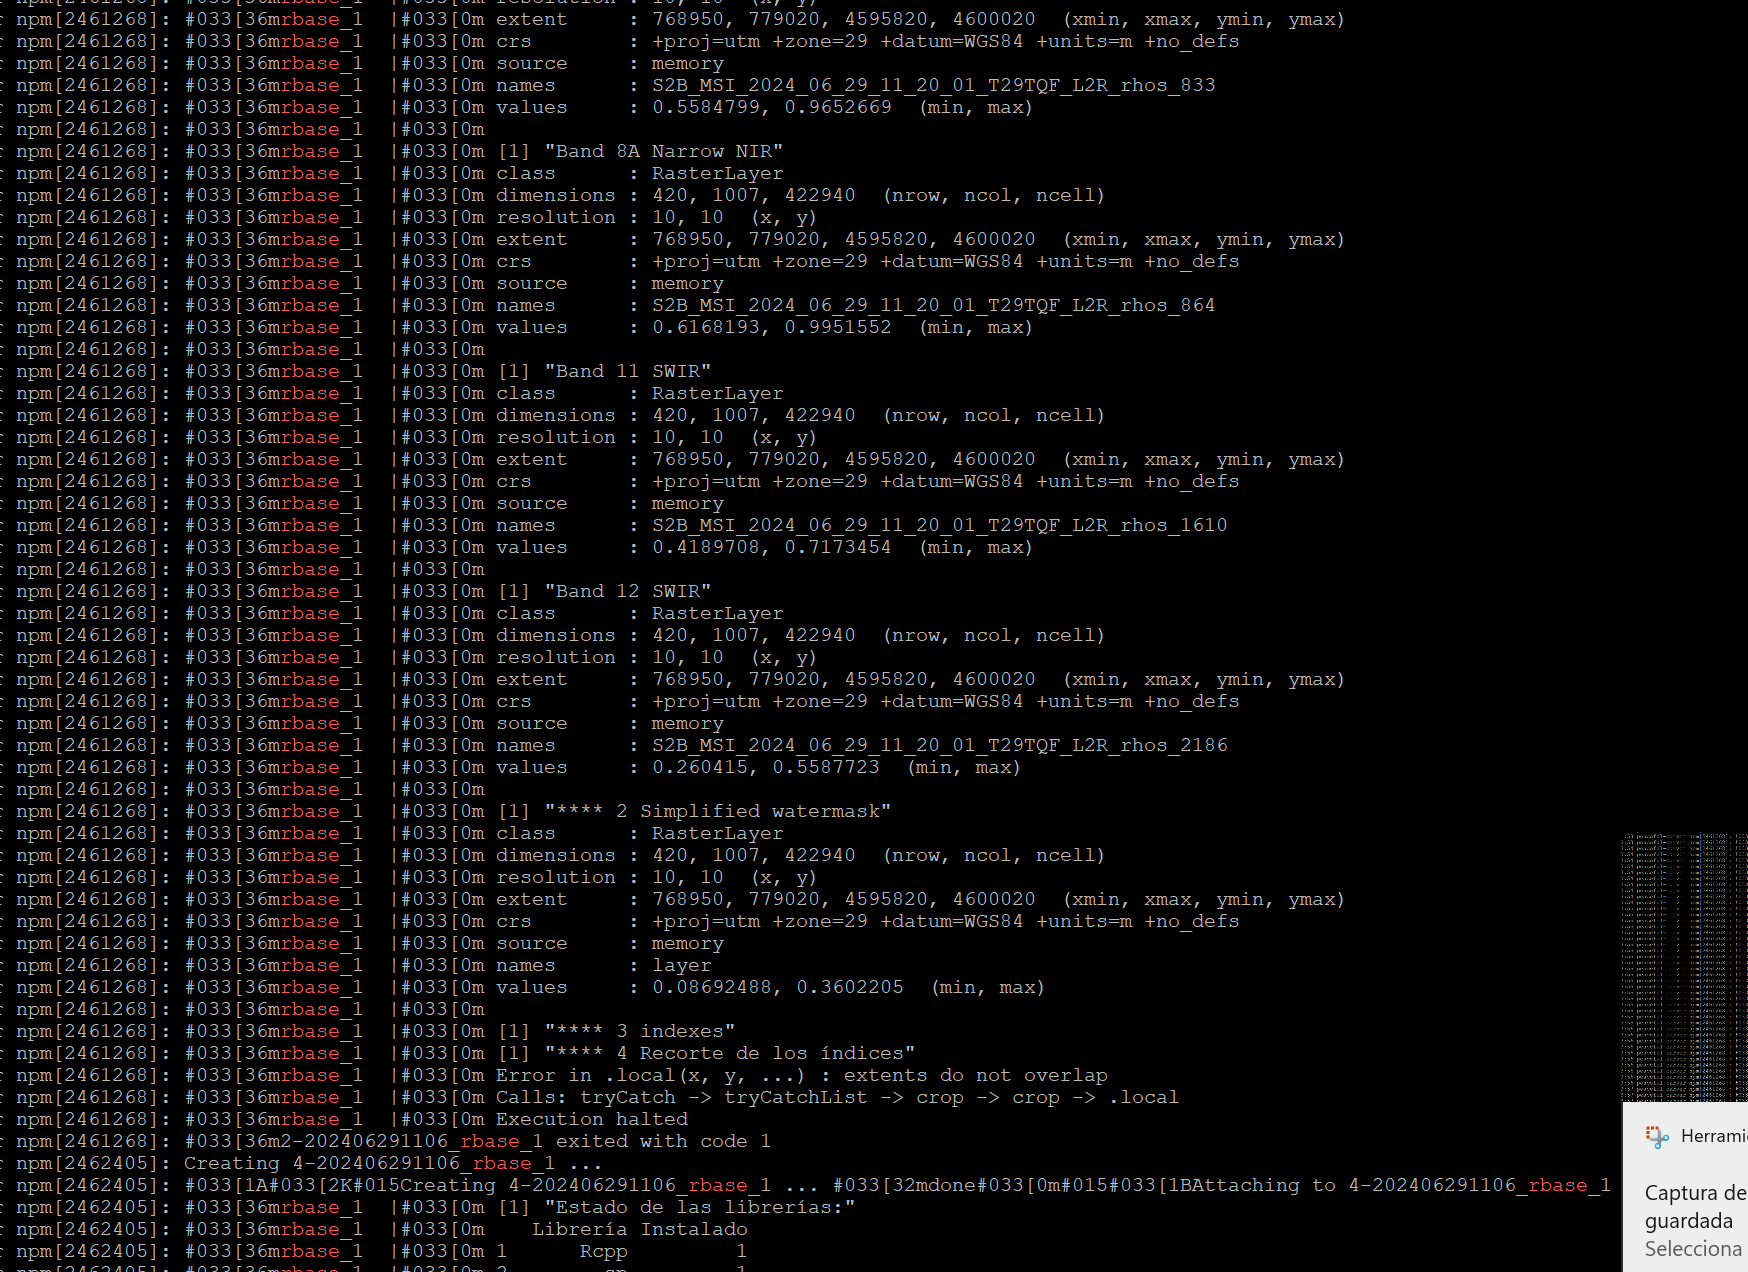 r npm[2461268]: #033[36mrbase_1  |#033[0m resolution : 10, 10  (x, y)
r npm[2461268]: #033[36mrbase_1  |#033[0m extent     : 768950, 779020, 4595820, 4600020  (xmin, xmax, ymin, ymax)
r npm[2461268]: #033[36mrbase_1  |#033[0m crs        : +proj=utm +zone=29 +datum=WGS84 +units=m +no_defs
r npm[2461268]: #033[36mrbase_1  |#033[0m source     : memory
r npm[2461268]: #033[36mrbase_1  |#033[0m names      : S2B_MSI_2024_06_29_11_20_01_T29TQF_L2R_rhos_833
r npm[2461268]: #033[36mrbase_1  |#033[0m values     : 0.5584799, 0.9652669  (min, max)
r npm[2461268]: #033[36mrbase_1  |#033[0m
r npm[2461268]: #033[36mrbase_1  |#033[0m [1] "Band 8A Narrow NIR"
r npm[2461268]: #033[36mrbase_1  |#033[0m class      : RasterLayer
r npm[2461268]: #033[36mrbase_1  |#033[0m dimensions : 420, 1007, 422940  (nrow, ncol, ncell)
r npm[2461268]: #033[36mrbase_1  |#033[0m resolution : 10, 10  (x, y)
r npm[2461268]: #033[36mrbase_1  |#033[0m extent     : 768950, 779020, 4595820, 4600020  (xmin, xmax, ymin, ymax)
r npm[2461268]: #033[36mrbase_1  |#033[0m crs        : +proj=utm +zone=29 +datum=WGS84 +units=m +no_defs
r npm[2461268]: #033[36mrbase_1  |#033[0m source     : memory
r npm[2461268]: #033[36mrbase_1  |#033[0m names      : S2B_MSI_2024_06_29_11_20_01_T29TQF_L2R_rhos_864
r npm[2461268]: #033[36mrbase_1  |#033[0m values     : 0.6168193, 0.9951552  (min, max)
r npm[2461268]: #033[36mrbase_1  |#033[0m
r npm[2461268]: #033[36mrbase_1  |#033[0m [1] "Band 11 SWIR"
r npm[2461268]: #033[36mrbase_1  |#033[0m class      : RasterLayer
r npm[2461268]: #033[36mrbase_1  |#033[0m dimensions : 420, 1007, 422940  (nrow, ncol, ncell)
r npm[2461268]: #033[36mrbase_1  |#033[0m resolution : 10, 10  (x, y)
r npm[2461268]: #033[36mrbase_1  |#033[0m extent     : 768950, 779020, 4595820, 4600020  (xmin, xmax, ymin, ymax)
r npm[2461268]: #033[36mrbase_1  |#033[0m crs        : +proj=utm +zone=29 +datum=WGS84 +units=m +no_defs
r npm[2461268]: #033[36mrbase_1  |#033[0m source     : memory
r npm[2461268]: #033[36mrbase_1  |#033[0m names      : S2B_MSI_2024_06_29_11_20_01_T29TQF_L2R_rhos_1610
r npm[2461268]: #033[36mrbase_1  |#033[0m values     : 0.4189708, 0.7173454  (min, max)
r npm[2461268]: #033[36mrbase_1  |#033[0m
r npm[2461268]: #033[36mrbase_1  |#033[0m [1] "Band 12 SWIR"
r npm[2461268]: #033[36mrbase_1  |#033[0m class      : RasterLayer
r npm[2461268]: #033[36mrbase_1  |#033[0m dimensions : 420, 1007, 422940  (nrow, ncol, ncell)
r npm[2461268]: #033[36mrbase_1  |#033[0m resolution : 10, 10  (x, y)
r npm[2461268]: #033[36mrbase_1  |#033[0m extent     : 768950, 779020, 4595820, 4600020  (xmin, xmax, ymin, ymax)
r npm[2461268]: #033[36mrbase_1  |#033[0m crs        : +proj=utm +zone=29 +datum=WGS84 +units=m +no_defs
r npm[2461268]: #033[36mrbase_1  |#033[0m source     : memory
r npm[2461268]: #033[36mrbase_1  |#033[0m names      : S2B_MSI_2024_06_29_11_20_01_T29TQF_L2R_rhos_2186
r npm[2461268]: #033[36mrbase_1  |#033[0m values     : 0.260415, 0.5587723  (min, max)
r npm[2461268]: #033[36mrbase_1  |#033[0m
r npm[2461268]: #033[36mrbase_1  |#033[0m [1] "**** 2 Simplified watermask"
r npm[2461268]: #033[36mrbase_1  |#033[0m class      : RasterLayer
r npm[2461268]: #033[36mrbase_1  |#033[0m dimensions : 420, 1007, 422940  (nrow, ncol, ncell)
r npm[2461268]: #033[36mrbase_1  |#033[0m resolution : 10, 10  (x, y)
r npm[2461268]: #033[36mrbase_1  |#033[0m extent     : 768950, 779020, 4595820, 4600020  (xmin, xmax, ymin, ymax)
r npm[2461268]: #033[36mrbase_1  |#033[0m crs        : +proj=utm +zone=29 +datum=WGS84 +units=m +no_defs
r npm[2461268]: #033[36mrbase_1  |#033[0m source     : memory
r npm[2461268]: #033[36mrbase_1  |#033[0m names      : layer
r npm[2461268]: #033[36mrbase_1  |#033[0m values     : 0.08692488, 0.3602205  (min, max)
r npm[2461268]: #033[36mrbase_1  |#033[0m
r npm[2461268]: #033[36mrbase_1  |#033[0m [1] "**** 3 indexes"
r npm[2461268]: #033[36mrbase_1  |#033[0m [1] "**** 4 Recorte de los índices"
r npm[2461268]: #033[36mrbase_1  |#033[0m Error in .local(x, y, ...) : extents do not overlap
r npm[2461268]: #033[36mrbase_1  |#033[0m Calls: tryCatch -> tryCatchList -> crop -> crop -> .local
r npm[2461268]: #033[36mrbase_1  |#033[0m Execution halted
r npm[2461268]: #033[36m2-202406291106_rbase_1 exited with code 1
r npm[2462405]: Creating 4-202406291106_rbase_1 ...
r npm[2462405]: #033[1A#033[2K#015Creating 4-202406291106_rbase_1 ... #033[32mdone#033[0m#015#033[1BAttaching to 4-202406291106_rbase_1
r npm[2462405]: #033[36mrbase_1  |#033[0m [1] "Estado de las librerías:"
r npm[2462405]: #033[36mrbase_1  |#033[0m    Librería Instalado
r npm[2462405]: #033[36mrbase_1  |#033[0m 1      Rcpp         1
r npm[2462405]: #033[36mrbase_1  |#033[0m 2        sp         1
Herrami
Captura de
guardada
Selecciona